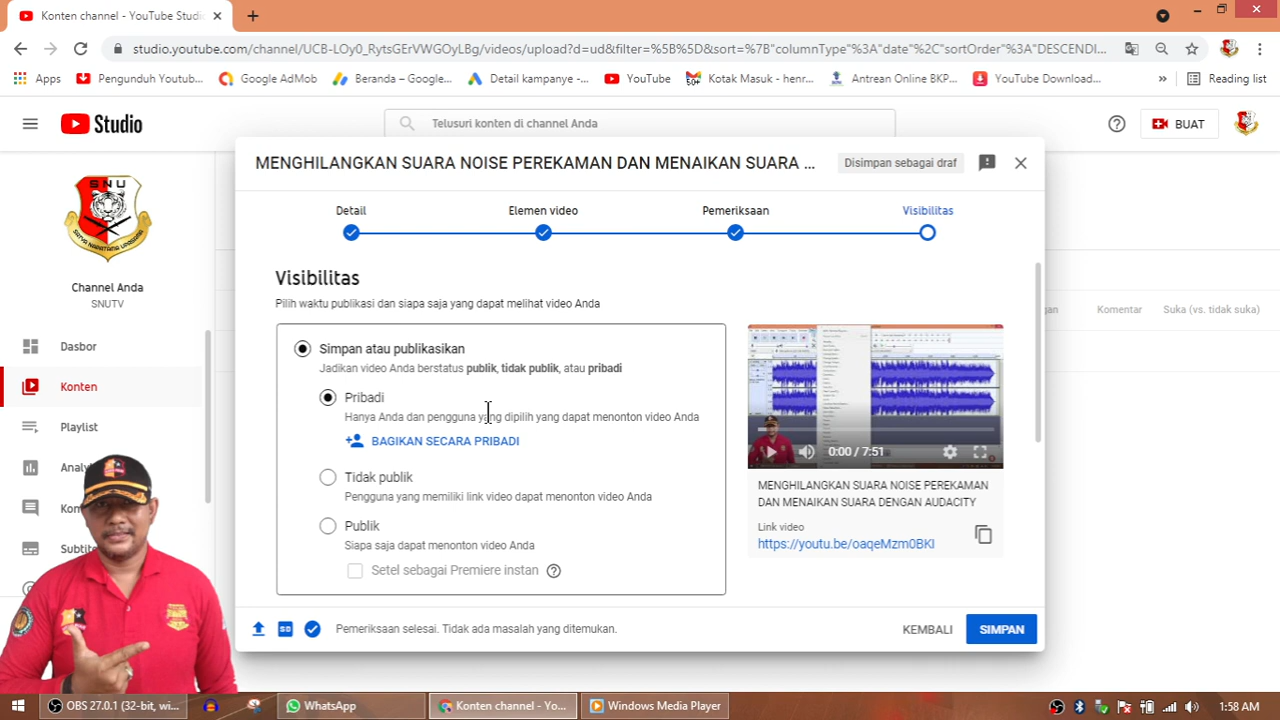 Konten channel - YouTube Studio
studio.youtube.com/channel/UCB-LOy0_RytsGErVWGOyLBg/videos/upload?d=ud&filter=%5B%5D&sort=%7B"columnType"%3A"date"%2C"sortOrder"%3A"DESCENDI...
Apps
Pengunduh Youtub...
Google AdMob
Beranda – Google...
Detail kampanye -...
YouTube
Kotak Masuk - henr...
Antrean Online BKP...
YouTube Download...
»
Reading list
Studio
Telusuri konten di channel Anda
BUAT
SNU
Channel Anda
SNUTV
Dasbor
Konten
Playlist
Analy
Kom
Subtit
MENGHILANGKAN SUARA NOISE PEREKAMAN DAN MENAIKAN SUARA ...
Disimpan sebagai draf
Detail
Elemen video
Pemeriksaan
Visibilitas
Visibilitas
Pilih waktu publikasi dan siapa saja yang dapat melihat video Anda
Simpan atau publikasikan
Jadikan video Anda berstatus publik, tidak publik, atau pribadi
Pribadi
Hanya Anda dan pengguna yang dipilih yang dapat menonton video Anda
BAGIKAN SECARA PRIBADI
Tidak publik
Pengguna yang memiliki link video dapat menonton video Anda
Publik
Siapa saja dapat menonton video Anda
Setel sebagai Premiere instan
0:00 / 7:51
MENGHILANGKAN SUARA NOISE PEREKAMAN
DAN MENAIKAN SUARA DENGAN AUDACITY
Link video
https://youtu.be/oaqeMzm0BKI
gan
Komentar
Suka (vs. tidak suka)
SD
Pemeriksaan selesai. Tidak ada masalah yang ditemukan.
KEMBALI
SIMPAN
OBS 27.0.1 (32-bit, wi...
WhatsApp
Konten channel - Yo...
Windows Media Player
1:58 AM